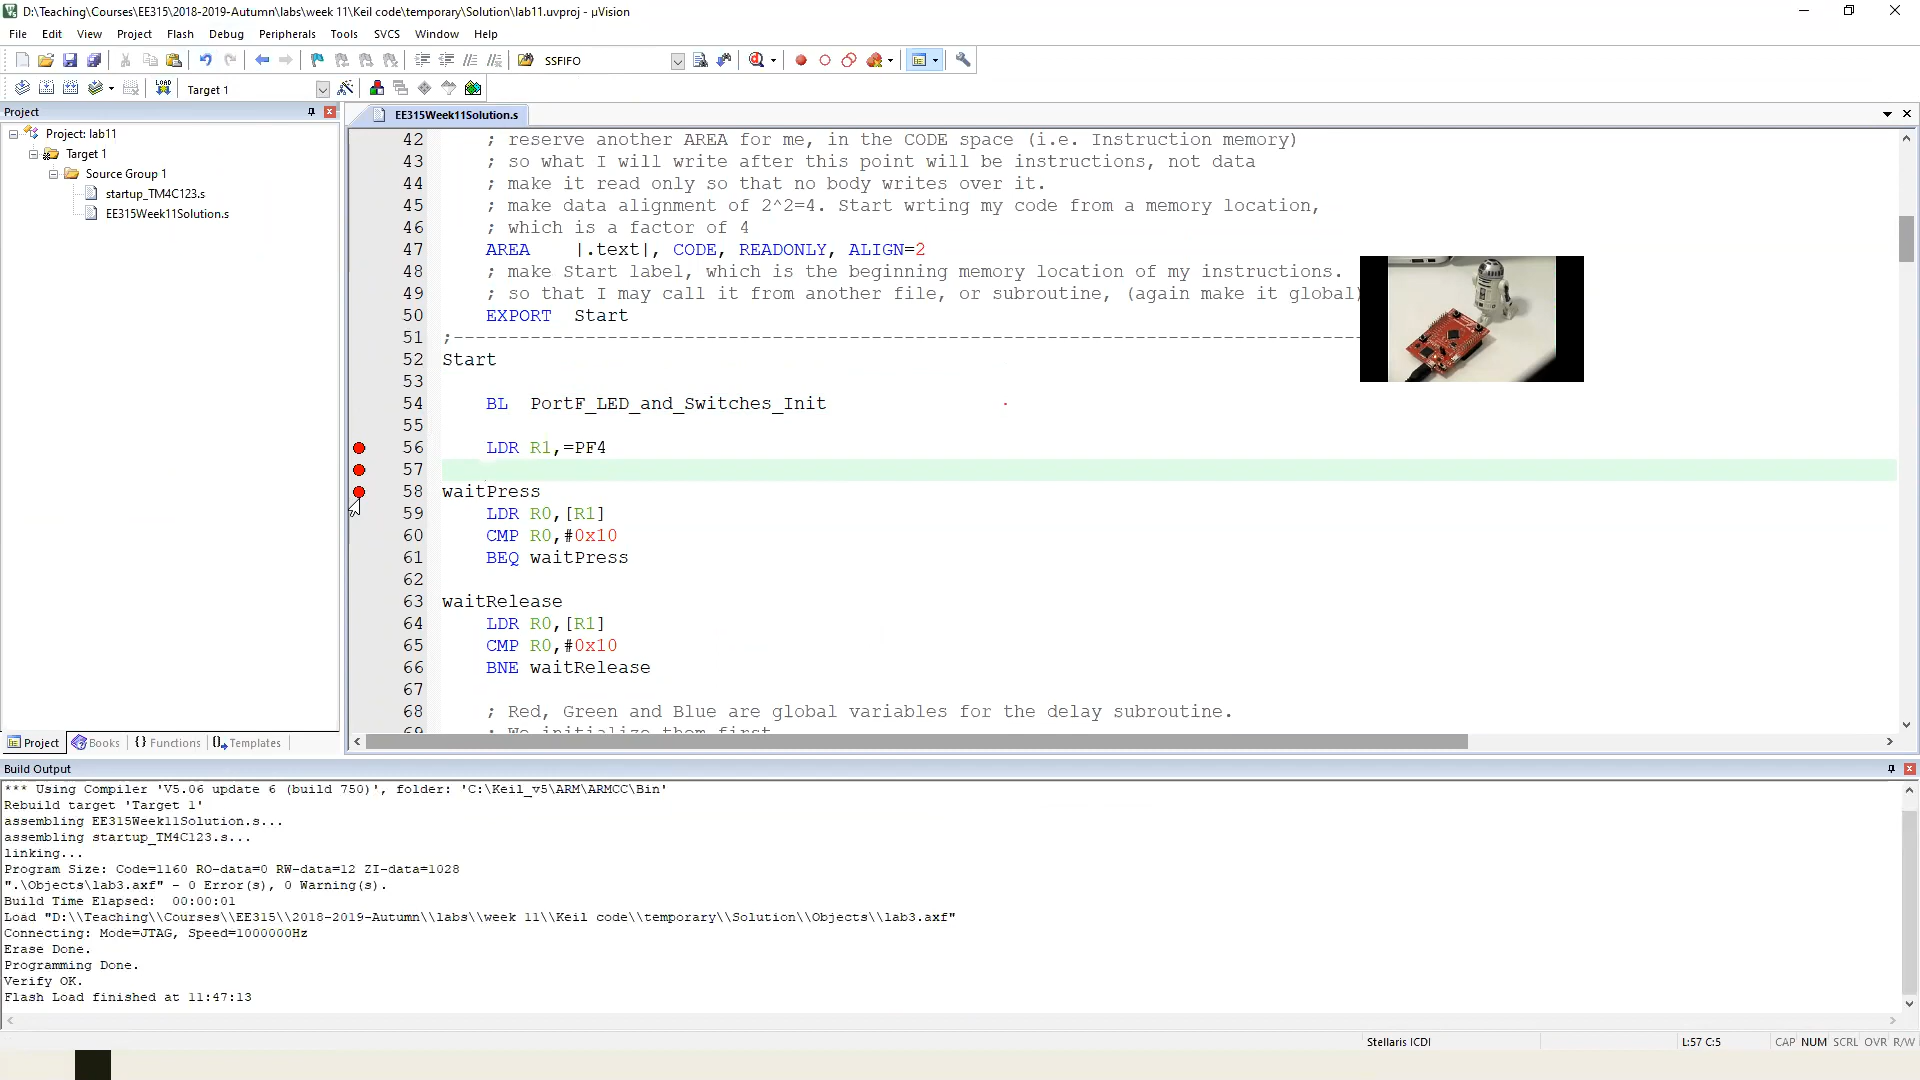 D:\Teaching\Courses\EE315\2018-2019-Autumn\labs\week 11\Keil code\temporary\Solution\lab11.uvproj - µVision
File Edit View Project Flash Debug Peripherals Tools SVCS Window Help
SSFIFO
LOAD Target 1
Project
Project: lab11
Target 1
Source Group 1
startup_TM4C123.s
EE315Week11Solution.s
EE315Week11Solution.s
42 ; reserve another AREA for me, in the CODE space (i.e. Instruction memory)
43 ; so what I will write after this point will be instructions, not data
44 ; make it read only so that no body writes over it.
45 ; make data alignment of 2^2=4. Start wrting my code from a memory location,
46 ; which is a factor of 4
47 AREA |.text|, CODE, READONLY, ALIGN=2
48 ; make Start label, which is the beginning memory location of my instructions.
49 ; so that I may call it from another file, or subroutine, (again make it global)
50 EXPORT Start
51 ;------------------------------------------------------------------------------------
52 Start
53
54 BL PortF_LED_and_Switches_Init
55
56 LDR R1,=PF4
57
58 waitPress
59 LDR R0,[R1]
60 CMP R0,#0x10
61 BEQ waitPress
62
63 waitRelease
64 LDR R0,[R1]
65 CMP R0,#0x10
66 BNE waitRelease
67
68 ; Red, Green and Blue are global variables for the delay subroutine.
69 ; We initialize them first
Project Books {} Functions Templates
Build Output
*** Using Compiler 'V5.06 update 6 (build 750)', folder: 'C:\Keil_v5\ARM\ARMCC\Bin'
Rebuild target 'Target 1'
assembling EE315Week11Solution.s...
assembling startup_TM4C123.s...
linking...
Program Size: Code=1160 RO-data=0 RW-data=12 ZI-data=1028
".\Objects\lab3.axf" - 0 Error(s), 0 Warning(s).
Build Time Elapsed:  00:00:01
Load "D:\\Teaching\\Courses\\EE315\\2018-2019-Autumn\\labs\\week 11\\Keil code\\temporary\\Solution\\Objects\\lab3.axf"
Connecting: Mode=JTAG, Speed=1000000Hz
Erase Done.
Programming Done.
Verify OK.
Flash Load finished at 11:47:13
Stellaris ICDI L:57 C:5 CAP NUM SCRL OVR R/W